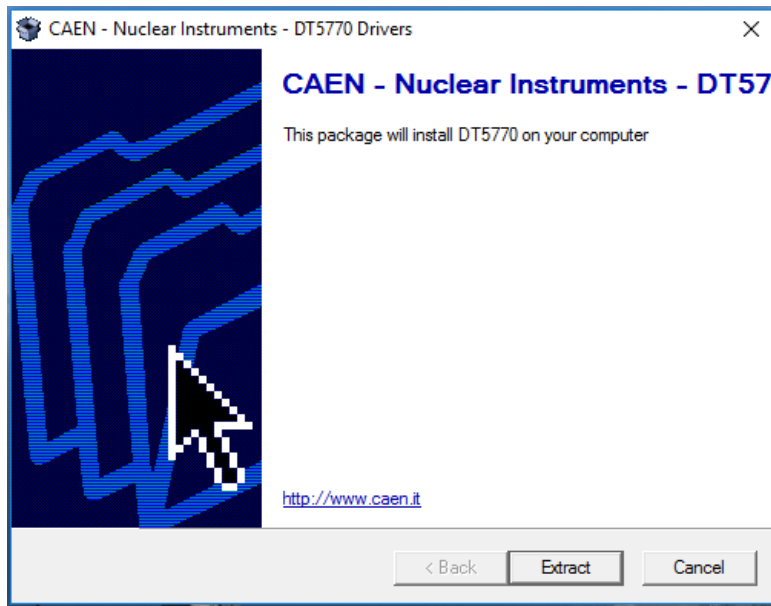 CAEN - Nuclear Instruments - DT5770 Drivers
CAEN - Nuclear Instruments - DT57
This package will install DT5770 on your computer
http://www.caen.it
< Back Extract Cancel